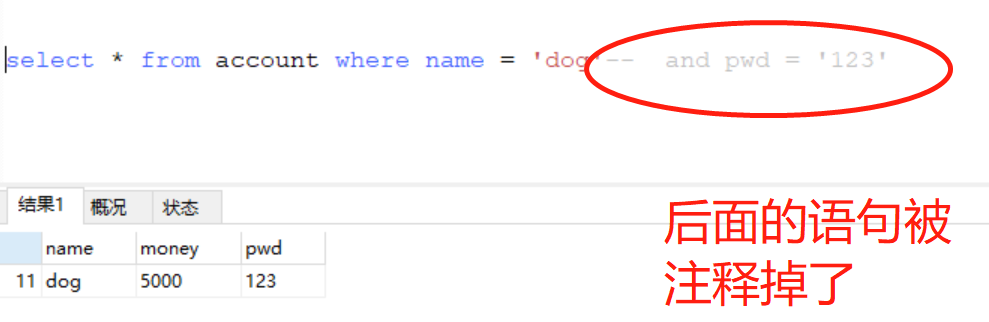 select * from account where name = 'dog'--  and pwd = '123'
结果1 概况 状态
name money pwd
11 dog 5000 123
后面的语句被
注释掉了